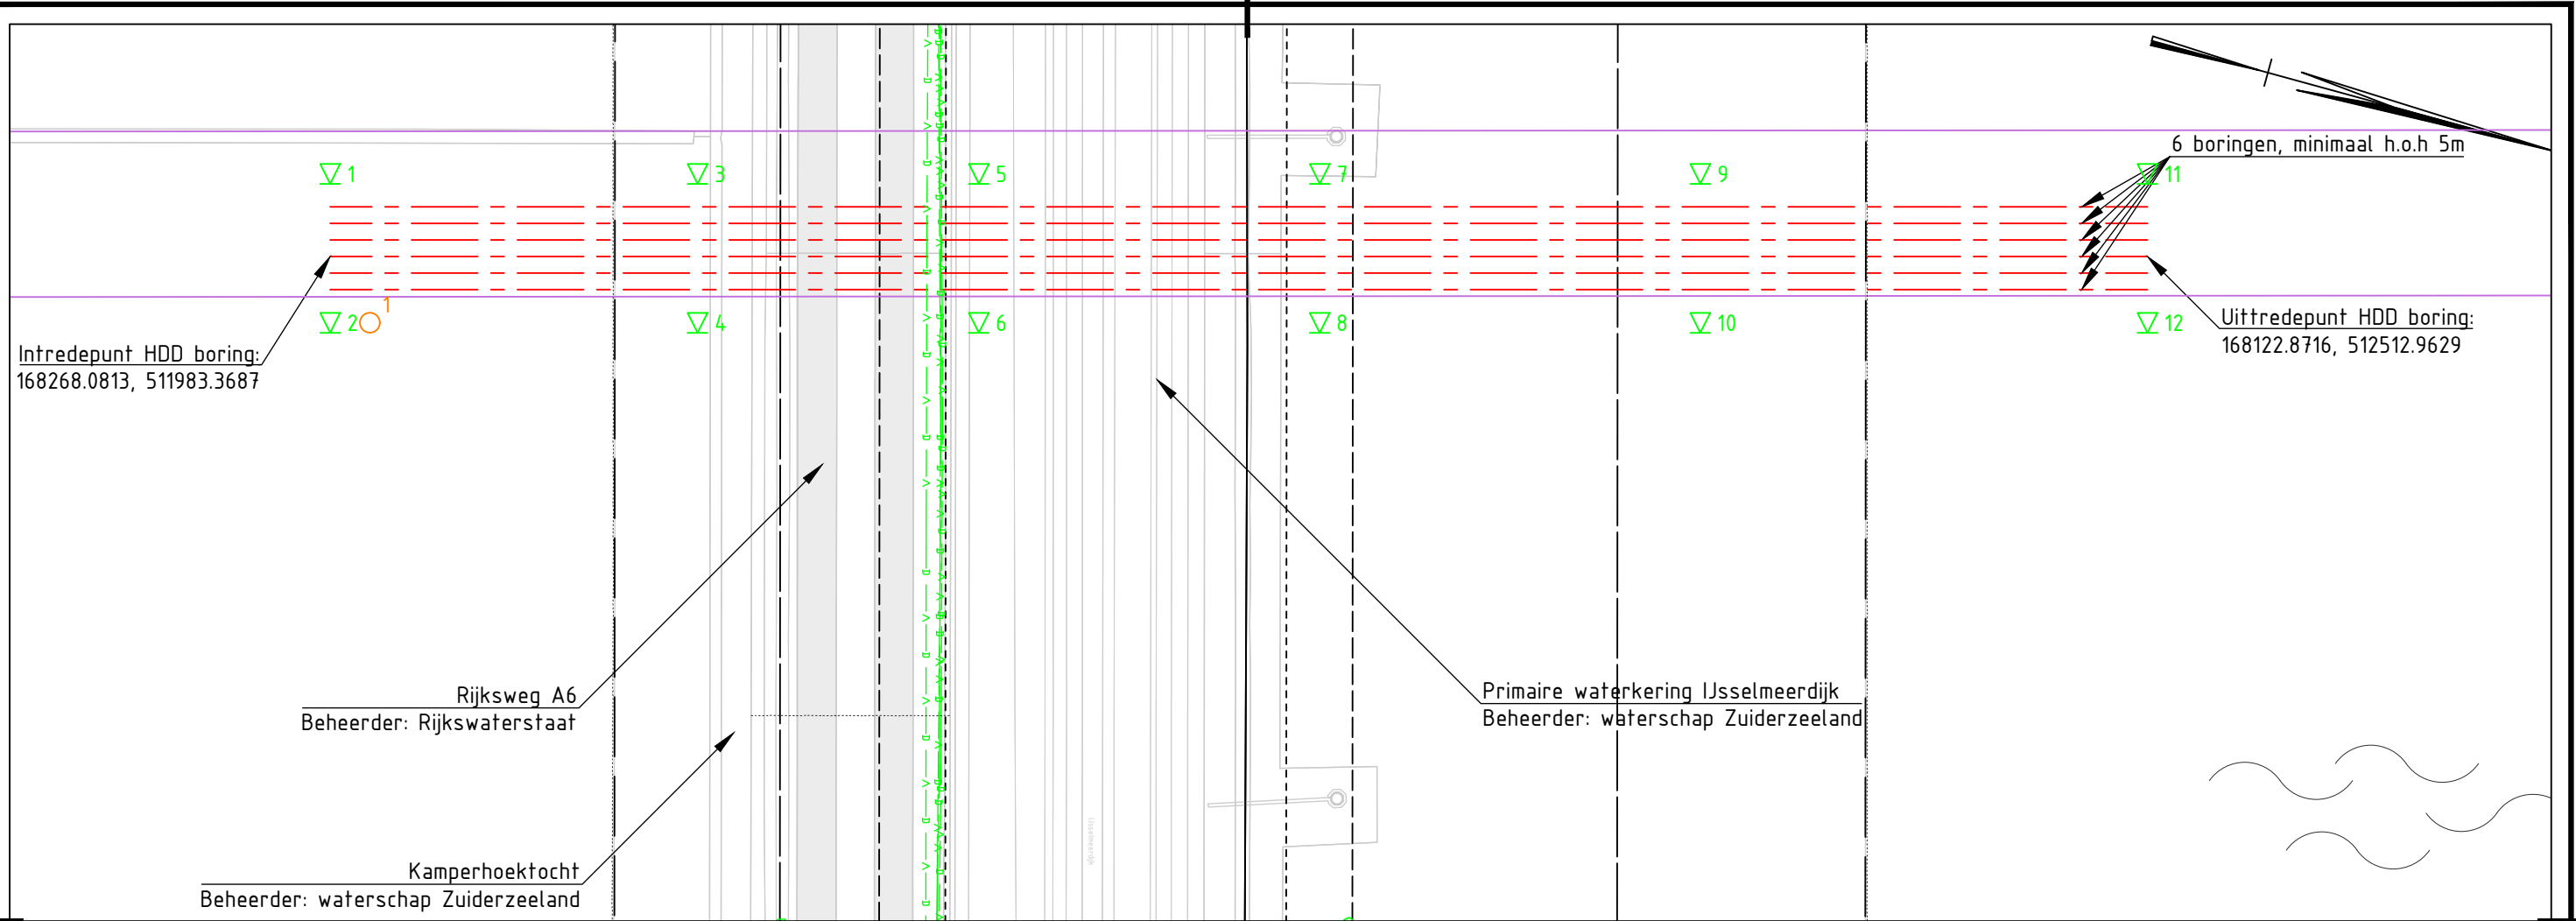 6 boringen, minimaal h.o.h 5m
1
3
5
7
9
11
1
2
4
6
8
10
12
Intredepunt HDD boring:
168268.0813, 511983.3687
Uittredepunt HDD boring:
168122.8716, 512512.9629
Rijksweg A6
Beheerder: Rijkswaterstaat
Primaire waterkering IJsselmeerdijk
Beheerder: waterschap Zuiderzeeland
IJsselmeerdijk
Kamperhoektocht
Beheerder: waterschap Zuiderzeeland